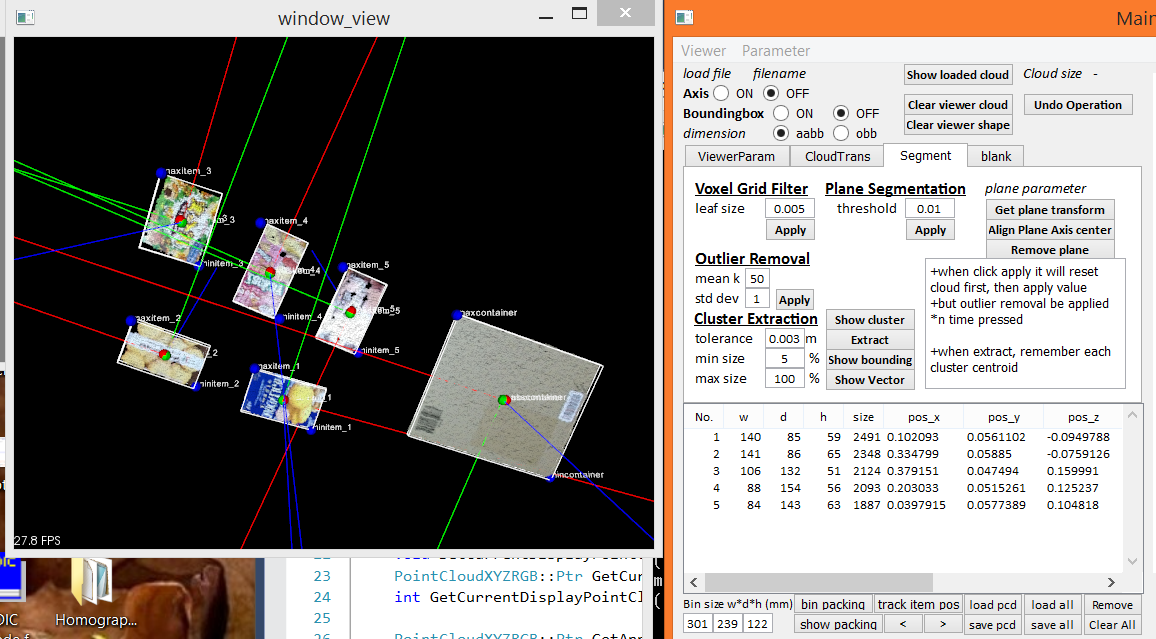 window_view
maxitem_3
_3
minitem_3
maxitem_4
minitem_4
maxitem_5
minitem_5
maxitem_2
_2
minitem_2
maxitem_1
_1
minitem_1
maxcontainer
mincontainer
27.8 FPS
Homograp...
23 PointCloudXYZRGB::Ptr GetCur
24 int GetCurrentDisplayPointCl
25
Main
Viewer Parameter
load file filename Show loaded cloud Cloud size -
Axis ON OFF
Clear viewer cloud Undo Operation
Boundingbox ON OFF
Clear viewer shape
dimension aabb obb
ViewerParam CloudTrans Segment blank
Voxel Grid Filter Plane Segmentation plane parameter
leaf size 0.005 threshold 0.01 Get plane transform
Apply Apply Align Plane Axis center
Remove plane
Outlier Removal
mean k 50
std dev 1 Apply
+when click apply it will reset
cloud first, then apply value
+but outlier removal be applied
*n time pressed
+when extract, remember each
cluster centroid
Cluster Extraction Show cluster
tolerance 0.003 m Extract
min size 5 % Show bounding
max size 100 % Show Vector
No. w d h size pos_x pos_y pos_z
1 140 85 59 2491 0.102093 0.0561102 -0.0949788
2 141 86 65 2348 0.334799 0.05885 -0.0759126
3 106 132 51 2124 0.379151 0.047494 0.159991
4 88 154 56 2093 0.203033 0.0515261 0.125237
5 84 143 63 1887 0.0397915 0.0577389 0.104818
Bin size w*d*h (mm) bin packing track item pos load pcd load all Remove
301 239 122 show packing < > save pcd save all Clear All